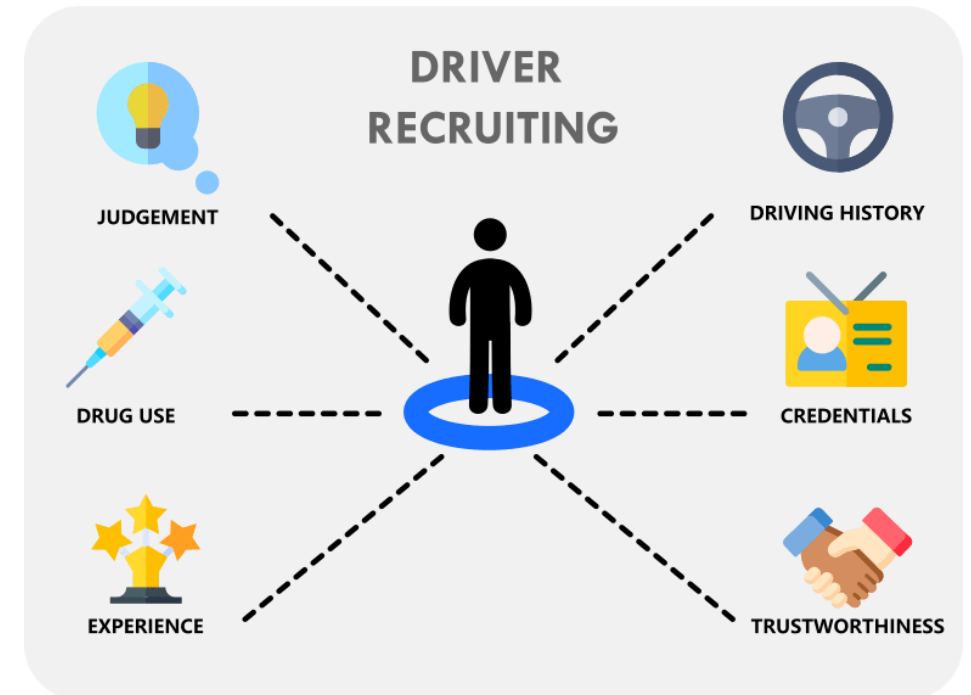 DRIVER
RECRUITING
JUDGEMENT
DRIVING HISTORY
DRUG USE
CREDENTIALS
EXPERIENCE
TRUSTWORTHINESS